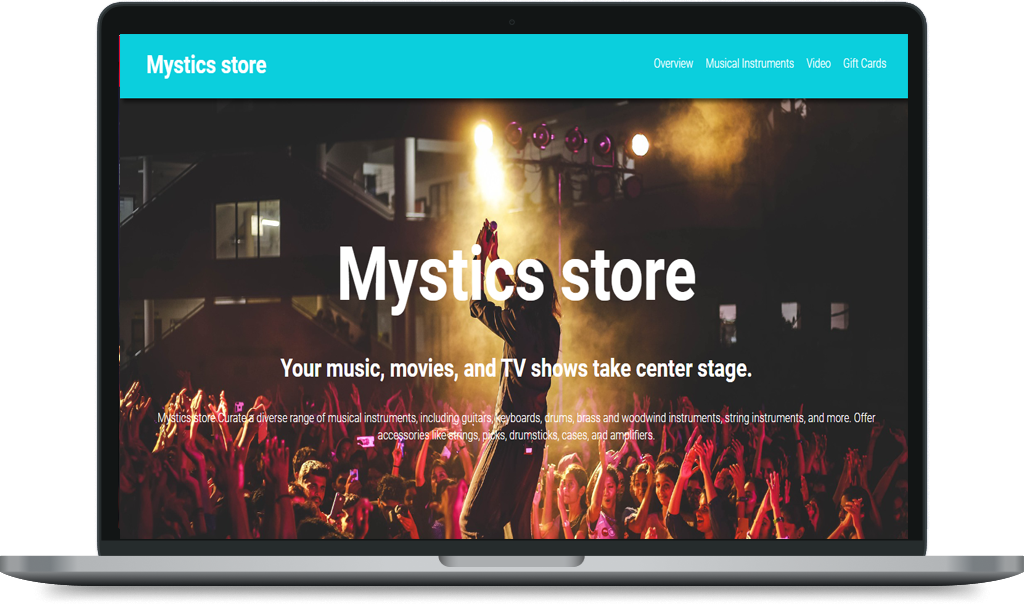 Mystics store
Overview Musical Instruments Video Gift Cards
Mystics store
Your music, movies, and TV shows take center stage.
Mystics store Curate a diverse range of musical instruments, including guitars, keyboards, drums, brass and woodwind instruments, string instruments, and more. Offer
accessories like strings, picks, drumsticks, cases, and amplifiers.